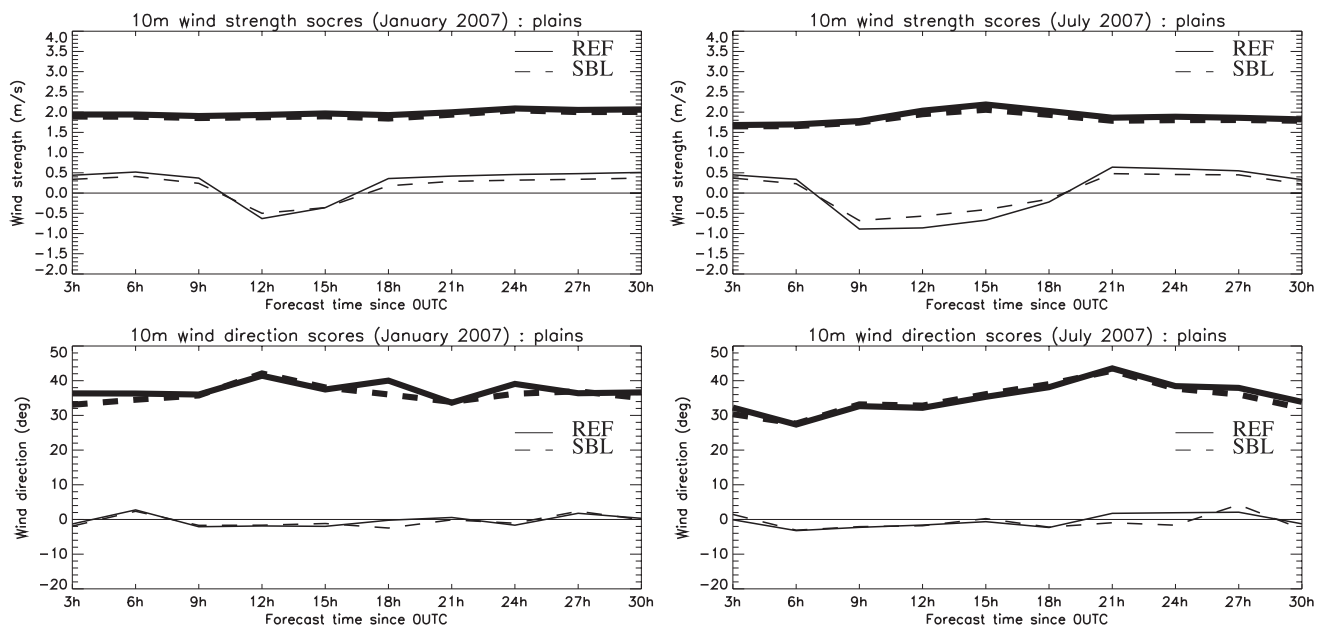 10m wind strength socres (January 2007) : plains
Wind strength (m/s)
4.0
3.5
3.0
2.5
2.0
1.5
1.0
0.5
0.0
−0.5
−1.0
−1.5
−2.0
REF
SBL
3h 6h 9h 12h 15h 18h 21h 24h 27h 30h
Forecast time since 0UTC
10m wind strength scores (July 2007) : plains
Wind strength (m/s)
4.0
3.5
3.0
2.5
2.0
1.5
1.0
0.5
0.0
−0.5
−1.0
−1.5
−2.0
REF
SBL
3h 6h 9h 12h 15h 18h 21h 24h 27h 30h
Forecast time since 0UTC
10m wind direction scores (January 2007) : plains
Wind direction (deg)
50
40
30
20
10
0
−10
−20
REF
SBL
3h 6h 9h 12h 15h 18h 21h 24h 27h 30h
Forecast time since 0UTC
10m wind direction scores (July 2007) : plains
Wind direction (deg)
50
40
30
20
10
0
−10
−20
REF
SBL
3h 6h 9h 12h 15h 18h 21h 24h 27h 30h
Forecast time since 0UTC